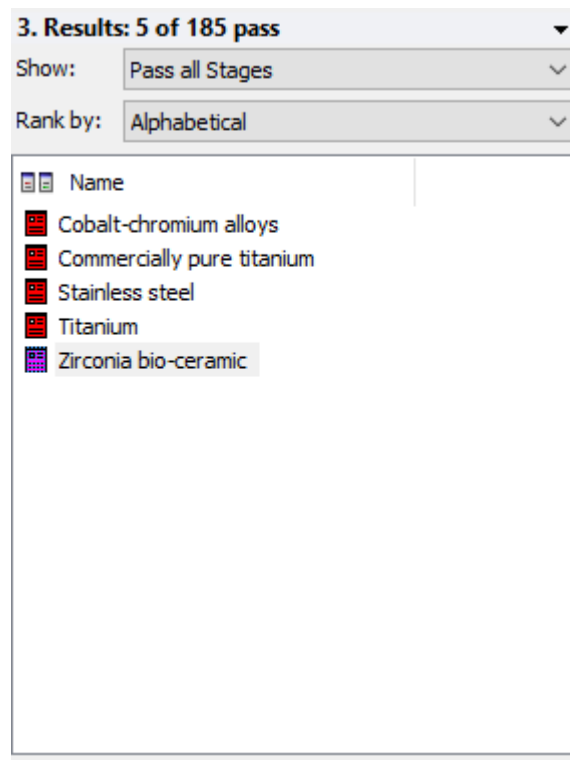 3. Results: 5 of 185 pass
Show: Pass all Stages
Rank by: Alphabetical
Name
Cobalt-chromium alloys
Commercially pure titanium
Stainless steel
Titanium
Zirconia bio-ceramic